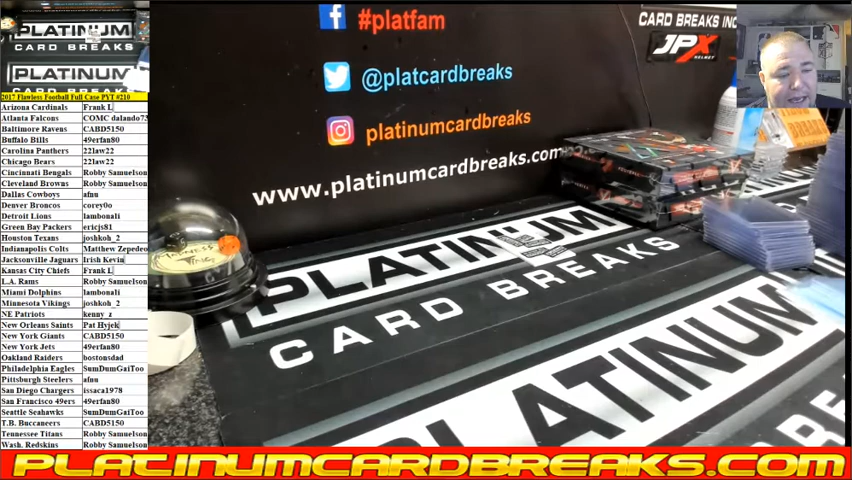 PLATINUM
CARD BREAKS
PLATINUM
2017 Flawless Football Full Case PYT #210
Arizona Cardinals Frank L
Atlanta Falcons COMC dalando73
Baltimore Ravens CABD5150
Buffalo Bills 49erfan80
Carolina Panthers 22law22
Chicago Bears 22law22
Cincinnati Bengals Robby Samuelson
Cleveland Browns Robby Samuelson
Dallas Cowboys afnu
Denver Broncos corey0o
Detroit Lions lambonali
Green Bay Packers ericjs81
Houston Texans joshkoh_2
Indianapolis Colts Matthew Zepedeo
Jacksonville Jaguars Irish Kevin
Kansas City Chiefs Frank L
L.A. Rams Robby Samuelson
Miami Dolphins lambonali
Minnesota Vikings joshkoh_2
NE Patriots kenny_z
New Orleans Saints Pat Hyjek
New York Giants CABD5150
New York Jets 49erfan80
Oakland Raiders bostonsdad
Philadelphia Eagles SumDumGaiToo
Pittsburgh Steelers afnu
San Diego Chargers issaca1978
San Francisco 49ers 49erfan80
Seattle Seahawks SumDumGaiToo
T.B. Buccaneers CABD5150
Tennessee Titans Robby Samuelson
Wash. Redskins Robby Samuelson
#platfam
@platcardbreaks
platinumcardbreaks
www.platinumcardbreaks.com
CARD BREAKS INC
JPX
PLATINUM
CARD BREAKS
PLATINUM
BREA
PLATINUMCARDBREAKS.COM